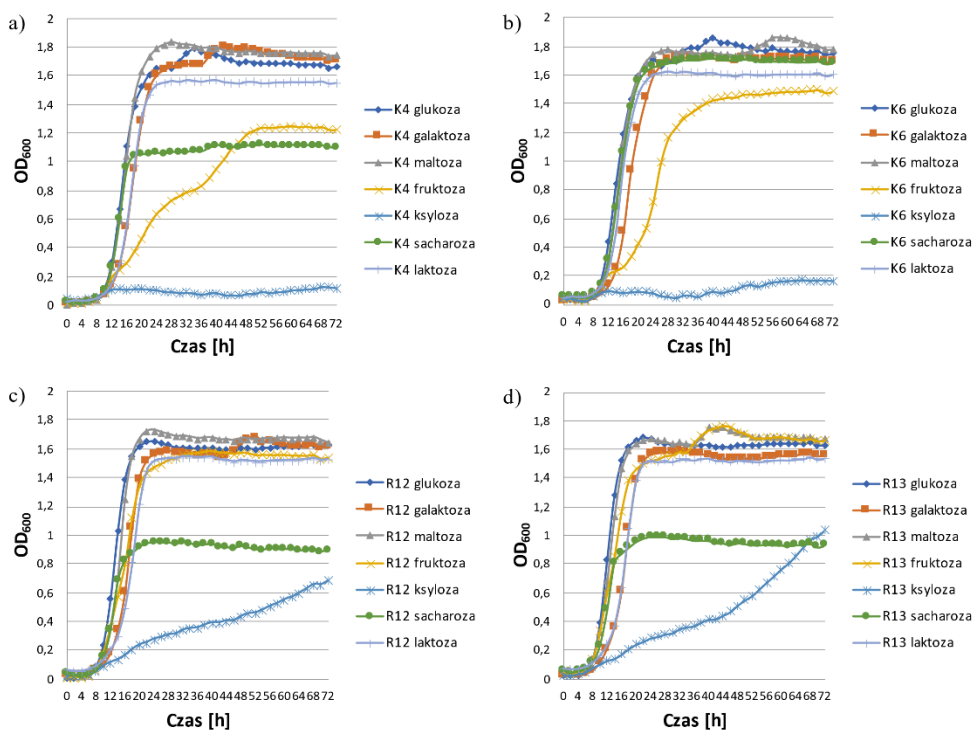 a)
2
1,8
1,6
1,4
1,2
1
0,8
0,6
0,4
0,2
0
OD600
0 4 8 12 16 20 24 28 32 36 40 44 48 52 56 60 64 68 72
Czas [h]
K4 glukoza
K4 galaktoza
K4 maltoza
K4 fruktoza
K4 ksyloza
K4 sacharoza
K4 laktoza
b)
2
1,8
1,6
1,4
1,2
1
0,8
0,6
0,4
0,2
0
OD600
0 4 8 12 16 20 24 28 32 36 40 44 48 52 56 60 64 68 72
Czas [h]
K6 glukoza
K6 galaktoza
K6 maltoza
K6 fruktoza
K6 ksyloza
K6 sacharoza
K6 laktoza
c)
2
1,8
1,6
1,4
1,2
1
0,8
0,6
0,4
0,2
0
OD600
0 4 8 12 16 20 24 28 32 36 40 44 48 52 56 60 64 68 72
Czas [h]
R12 glukoza
R12 galaktoza
R12 maltoza
R12 fruktoza
R12 ksyloza
R12 sacharoza
R12 laktoza
d)
2
1,8
1,6
1,4
1,2
1
0,8
0,6
0,4
0,2
0
OD600
0 4 8 12 16 20 24 28 32 36 40 44 48 52 56 60 64 68 72
Czas [h]
R13 glukoza
R13 galaktoza
R13 maltoza
R13 fruktoza
R13 ksyloza
R13 sacharoza
R13 laktoza